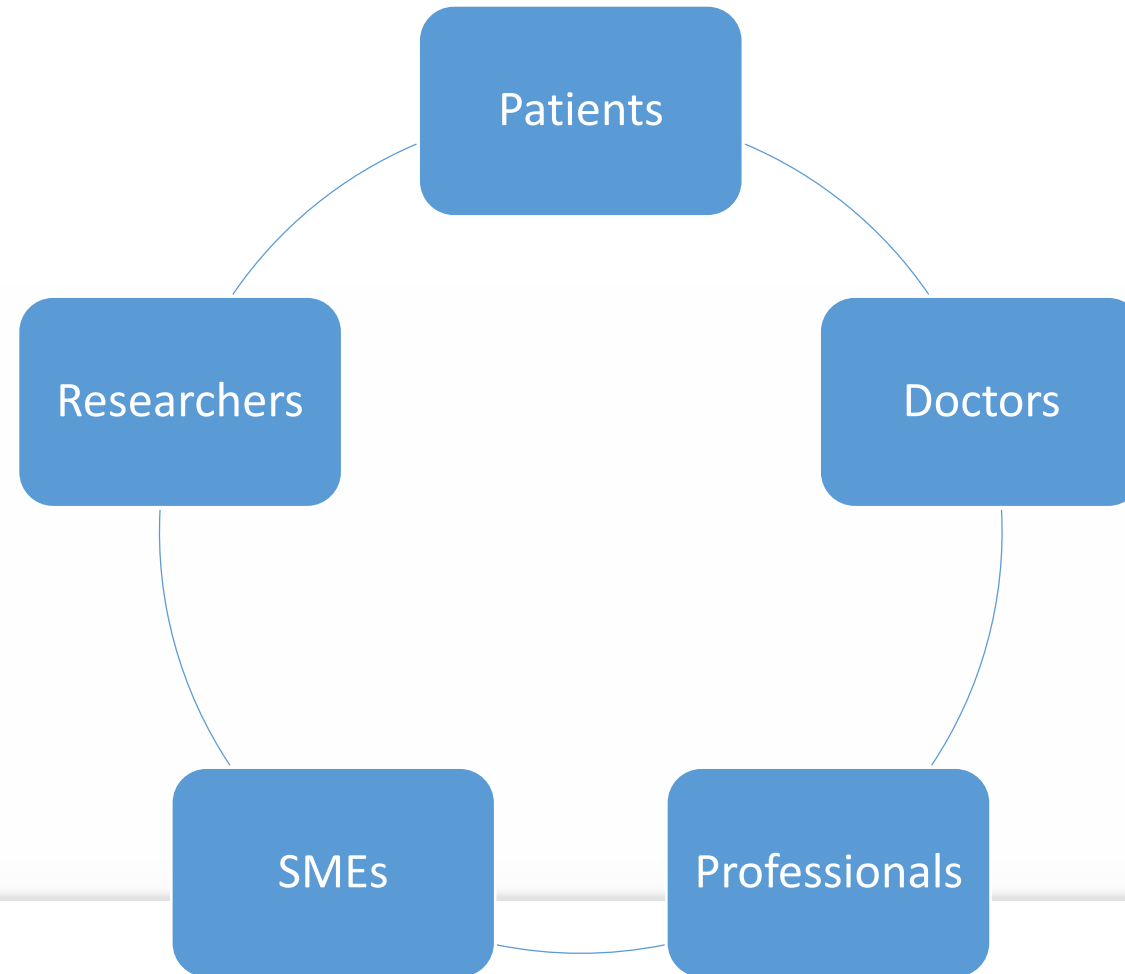 Patients
Researchers
Doctors
SMEs
Professionals